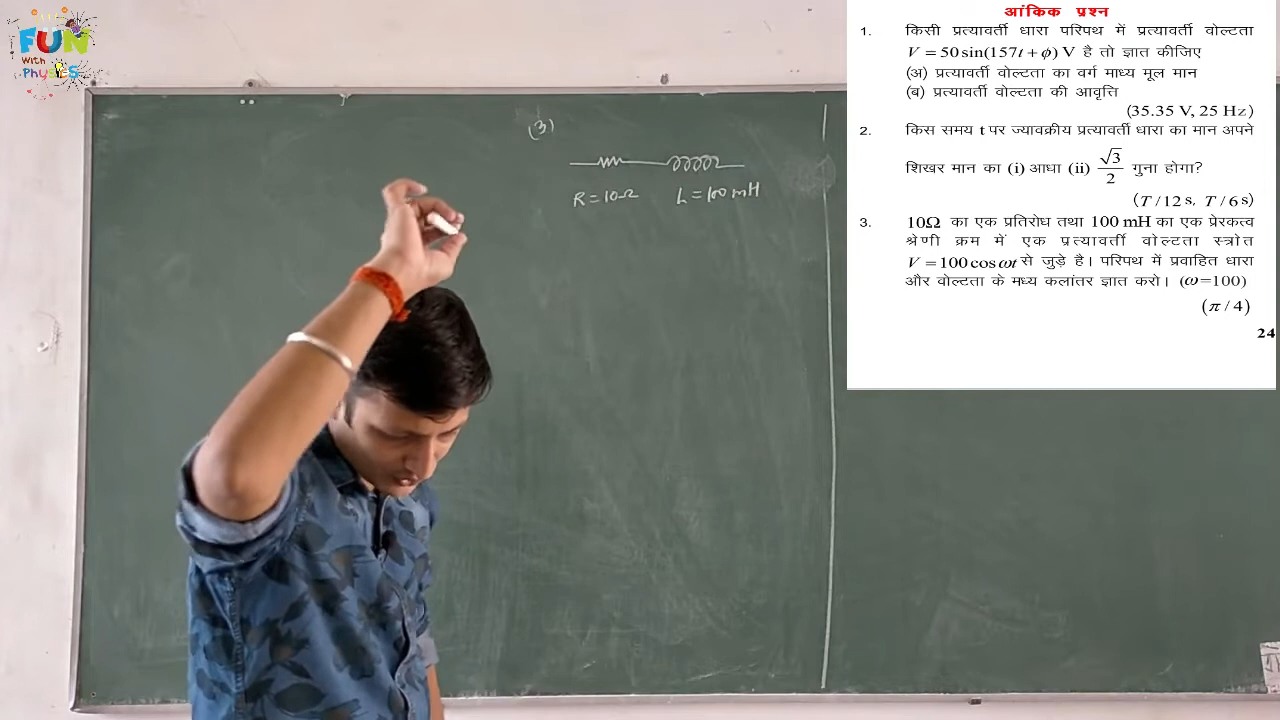 FUN
With
Physics
(3)
R=10Ω L=100mH
आंकिक प्रश्न
1. किसी प्रत्यावर्ती धारा परिपथ में प्रत्यावर्ती वोल्टता
V = 50 sin(157t + ϕ) V है तो ज्ञात कीजिए
(अ) प्रत्यावर्ती वोल्टता का वर्ग माध्य मूल मान
(ब) प्रत्यावर्ती वोल्टता की आवृत्ति
(35.35 V, 25 Hz)
2. किस समय t पर ज्यावक्रीय प्रत्यावर्ती धारा का मान अपने
शिखर मान का (i) आधा (ii) √3/2 गुना होगा?
(T/12 s, T/6 s)
3. 10Ω का एक प्रतिरोध तथा 100 mH का एक प्रेरकत्व
श्रेणी क्रम में एक प्रत्यावर्ती वोल्टता स्त्रोत
V = 100 cos ωt से जुड़े है। परिपथ में प्रवाहित धारा
और वोल्टता के मध्य कलांतर ज्ञात करो। (ω=100)
(π/4)
24